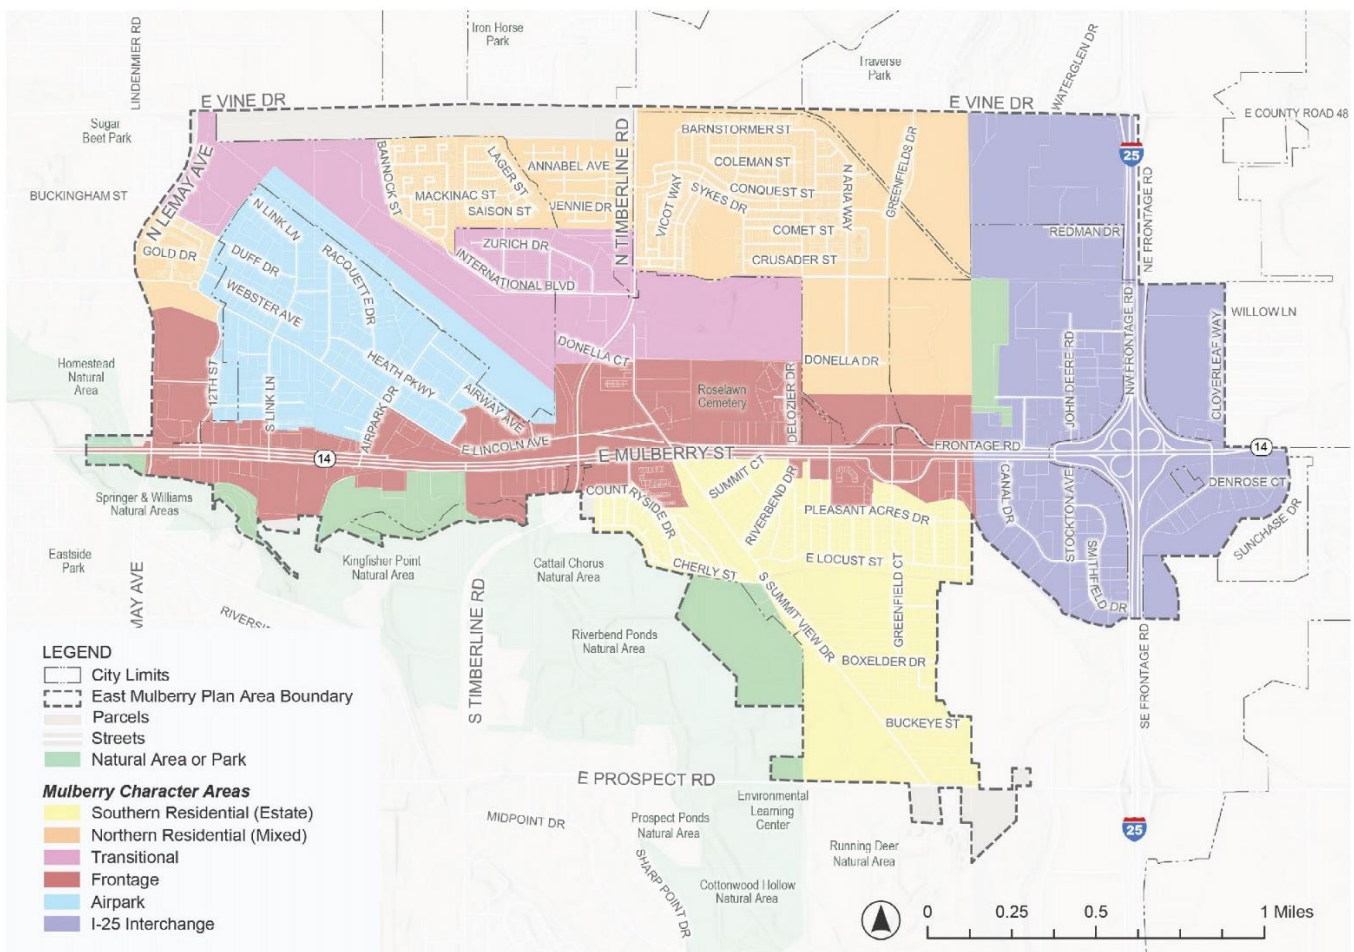 LINDENMIER RD
Iron Horse
Park
Traverse
Park
WATERGLEN DR
E VINE DR
E VINE DR
E COUNTY ROAD 48
Sugar
Beet Park
BUCKINGHAM ST
N LEMAY AVE
BANNOCK ST
LAGER ST
ANNABEL AVE
MACKINAC ST
SAISON ST
JENNIE DR
N TIMBERLINE RD
BARNSTORMER ST
COLEMAN ST
CONQUEST ST
VICOT WAY
SYKES DR
N ARIA WAY
GREENFIELDS DR
COMET ST
CRUSADER ST
25
NE FRONTAGE RD
REDMAN DR
GOLD DR
N LINK LN
DUFF DR
RACQUETTE DR
WEBSTER AVE
ZURICH DR
INTERNATIONAL BLVD
NW FRONTAGE RD
WILLOW LN
CLOVERLEAF WAY
JOHN DEERE RD
Homestead
Natural
Area
12TH ST
S LINK LN
HEATH PKWY
AIRPARK DR
AIRWAY AVE
DONELLA CT
DONELLA DR
Roselawn
Cemetery
DELOZIER DR
E LINCOLN AVE
E MULBERRY ST
FRONTAGE RD
14
14
Springer & Williams
Natural Areas
COUNTRYSIDE DR
SUMMIT CT
RIVERBEND DR
PLEASANT ACRES DR
CANAL DR
STOCKTON AVE
SMITHFIELD DR
DENROSE CT
SUNCHASE DR
Eastside
Park
Kingfisher Point
Natural Area
Cattail Chorus
Natural Area
CHERLY ST
E LOCUST ST
GREENFIELD CT
S SUMMIT VIEW DR
MAY AVE
RIVERSI
S TIMBERLINE RD
Riverbend Ponds
Natural Area
BOXELDER DR
BUCKEYE ST
SE FRONTAGE RD
E PROSPECT RD
MIDPOINT DR
Prospect Ponds
Natural Area
Environmental
Learning
Center
SHARP POINT DR
Running Deer
Natural Area
Cottonwood Hollow
Natural Area
25
LEGEND
City Limits
East Mulberry Plan Area Boundary
Parcels
Streets
Natural Area or Park
Mulberry Character Areas
Southern Residential (Estate)
Northern Residential (Mixed)
Transitional
Frontage
Airpark
I-25 Interchange
0 0.25 0.5 1 Miles